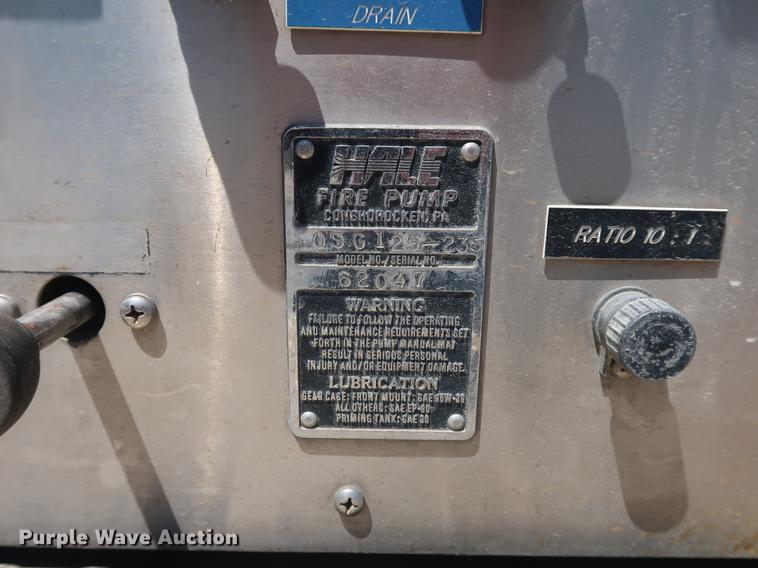 DRAIN
HALE
FIRE PUMP
CONSHOHOCKEN, PA
QSG125-23S
MODEL NO./SERIAL NO.
62047
WARNING
FAILURE TO FOLLOW THE OPERATING
AND MAINTENANCE REQUIREMENTS SET
FORTH IN THE PUMP MANUAL MAY
RESULT IN SERIOUS PERSONAL
INJURY AND/OR EQUIPMENT DAMAGE.
LUBRICATION
GEAR CASE: FRONT MOUNT: SAE
ALL OTHERS: SAE EP-90
PRIMING TANK: SAE 30
RATIO 10 : 1
Purple Wave Auction